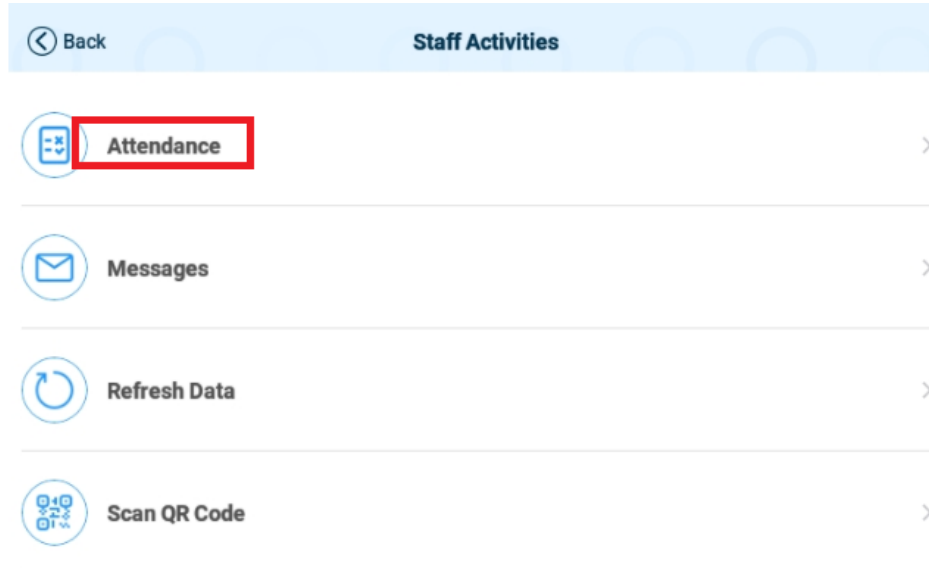 Back
Staff Activities
Attendance
Messages
Refresh Data
Scan QR Code